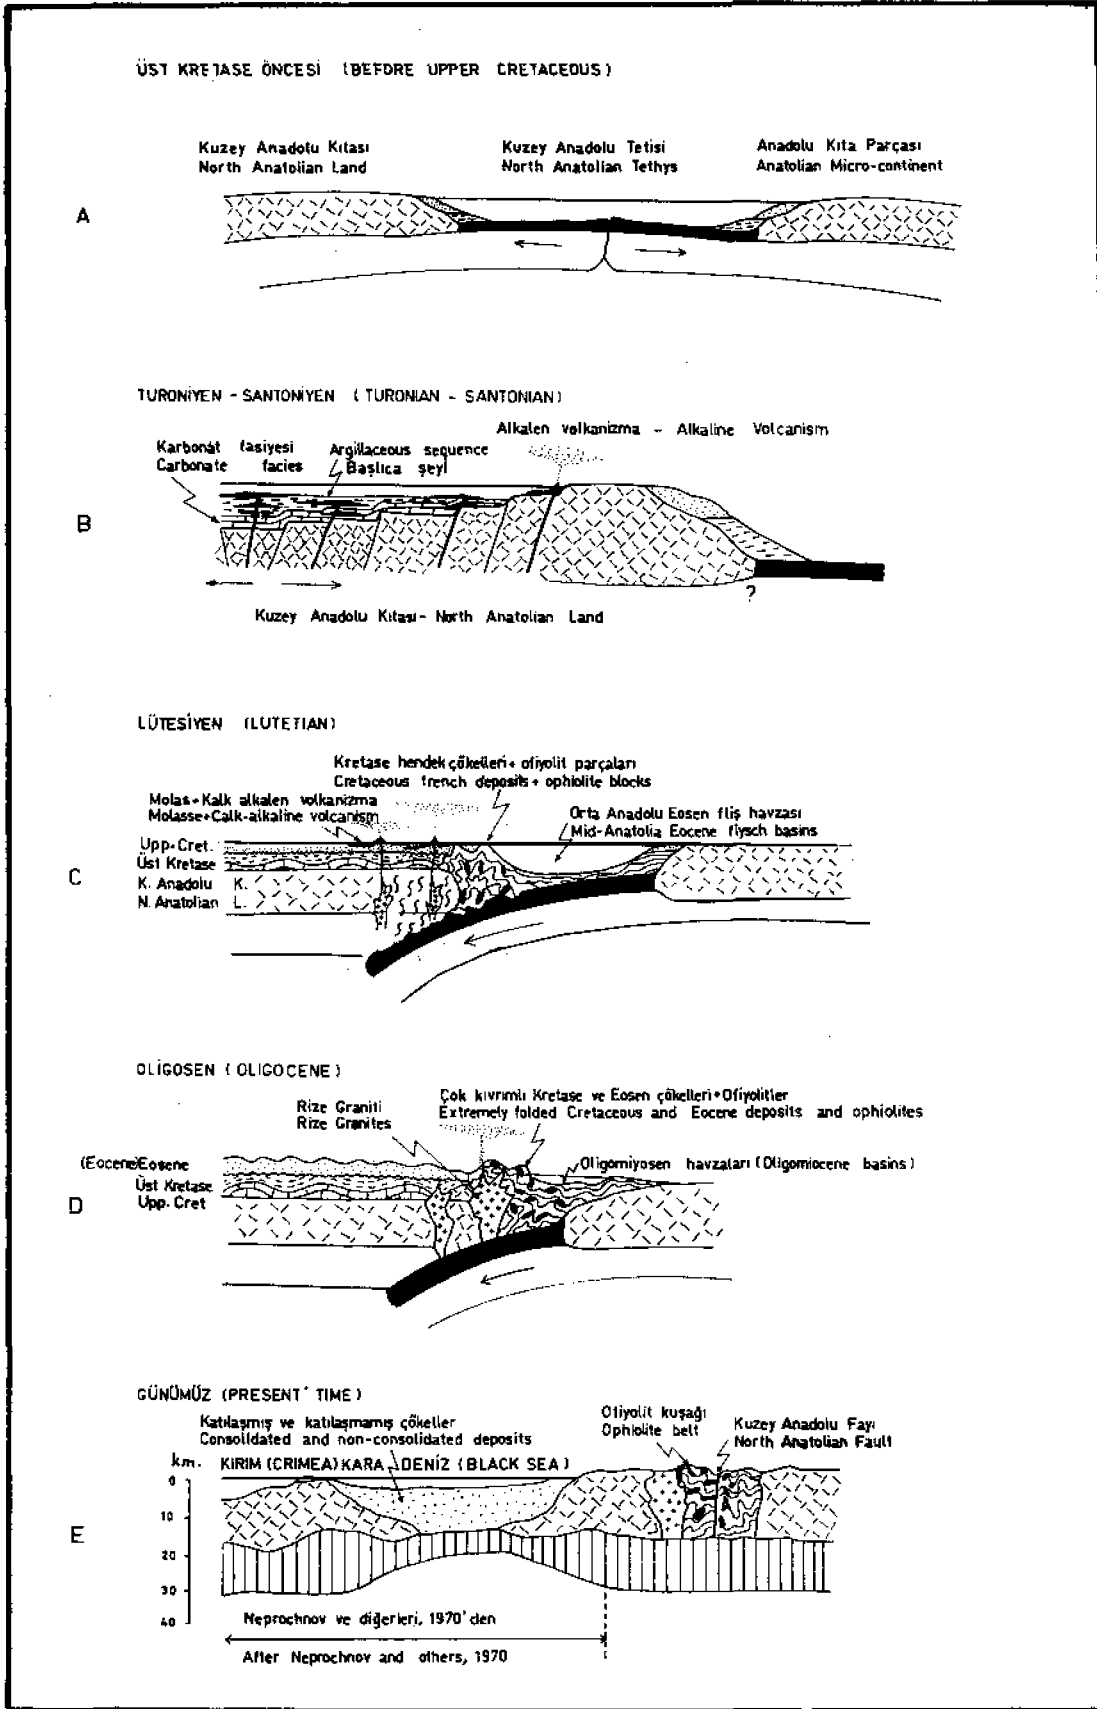 ÜST KRETASE ÖNCESİ (BEFORE UPPER CRETACEOUS)
Kuzey Anadolu Kıtası
North Anatolian Land
Kuzey Anadolu Tetisi
North Anatolian Tethys
Anadolu Kıta Parçası
Anatolian Micro-continent
A
TURONİYEN - SANTONİYEN (TURONIAN - SANTONIAN)
Alkalen volkanizma - Alkaline Volcanism
Karbonat fasiyesi
Carbonate facies
Argillaceous sequence
Başlıca şeyl
B
?
Kuzey Anadolu Kıtası - North Anatolian Land
LÜTESİYEN (LUTETIAN)
Kretase hendek çökelleri + ofiyolit parçaları
Cretaceous trench deposits + ophiolite blocks
Molas + Kalk alkalen volkanizma
Molasse + Calk-alkaline volcanism
Orta Anadolu Eosen fliş havzası
Mid-Anatolia Eocene flysch basins
Upp-Cret.
Üst Kretase
C
K. Anadolu K.
N. Anatolian L.
OLİGOSEN (OLIGOCENE)
Çok kıvrımlı Kretase ve Eosen çökelleri + Ofiyolitler
Extremely folded Cretaceous and Eocene deposits and ophiolites
Rize Graniti
Rize Granites
(Eocene)Eosene
Oligomiyosen havzaları (Oligomiocene basins)
Üst Kretase
Upp. Cret
D
GÜNÜMÜZ (PRESENT TIME)
Katılaşmış ve katılaşmamış çökeller
Consolidated and non-consolidated deposits
Ofiyolit kuşağı
Ophiolite belt
Kuzey Anadolu Fayı
North Anatolian Fault
km. KIRIM (CRIMEA) KARA DENİZ (BLACK SEA)
0
10
E
20
30
40
Neprochnov ve diğerleri, 1970'den
After Neprochnov and others, 1970